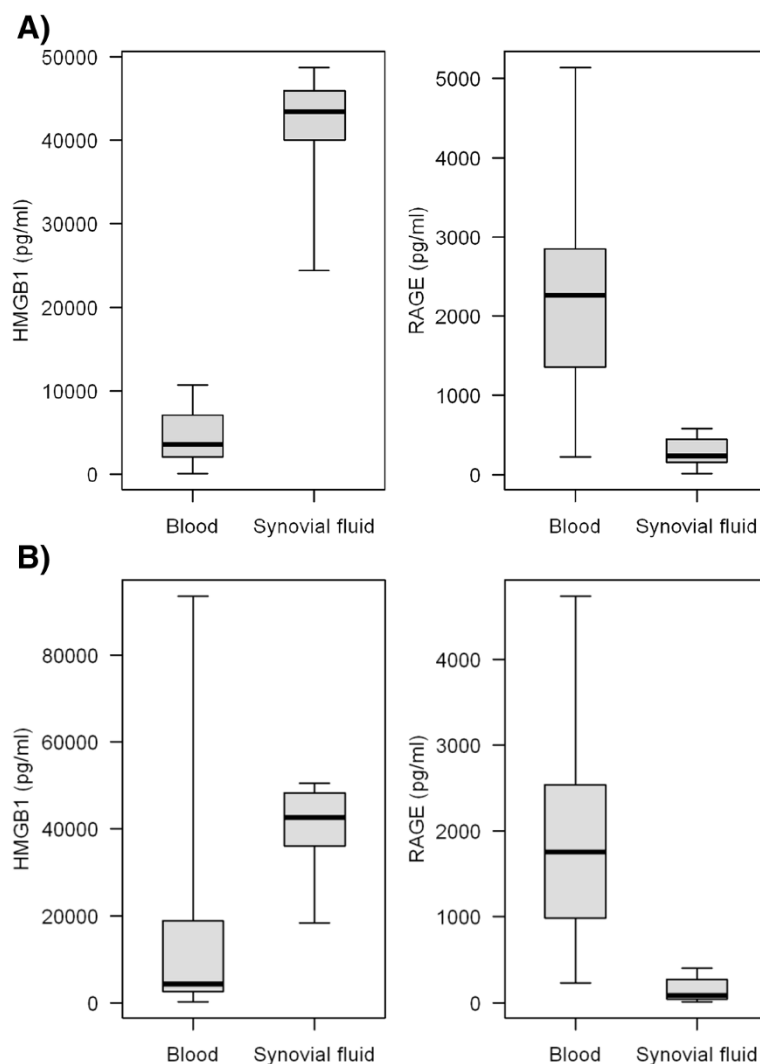 A)
HMGB1 (pg/ml)
50000
40000
30000
20000
10000
0
Blood Synovial fluid
RAGE (pg/ml)
5000
4000
3000
2000
1000
0
Blood Synovial fluid
B)
HMGB1 (pg/ml)
80000
60000
40000
20000
0
Blood Synovial fluid
RAGE (pg/ml)
4000
3000
2000
1000
0
Blood Synovial fluid